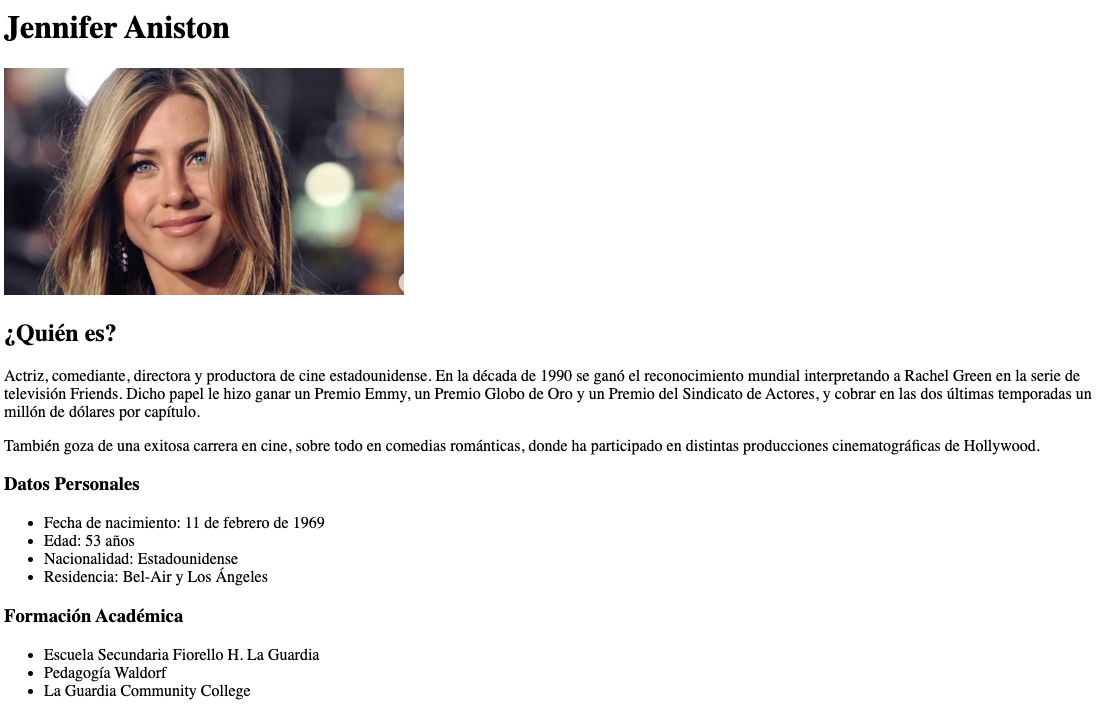 Jennifer Aniston
¿Quién es?
Actriz, comediante, directora y productora de cine estadounidense. En la década de 1990 se ganó el reconocimiento mundial interpretando a Rachel Green en la serie de
televisión Friends. Dicho papel le hizo ganar un Premio Emmy, un Premio Globo de Oro y un Premio del Sindicato de Actores, y cobrar en las dos últimas temporadas un
millón de dólares por capítulo.
También goza de una exitosa carrera en cine, sobre todo en comedias románticas, donde ha participado en distintas producciones cinematográficas de Hollywood.
Datos Personales
• Fecha de nacimiento: 11 de febrero de 1969
• Edad: 53 años
• Nacionalidad: Estadounidense
• Residencia: Bel-Air y Los Ángeles
Formación Académica
• Escuela Secundaria Fiorello H. La Guardia
• Pedagogía Waldorf
• La Guardia Community College